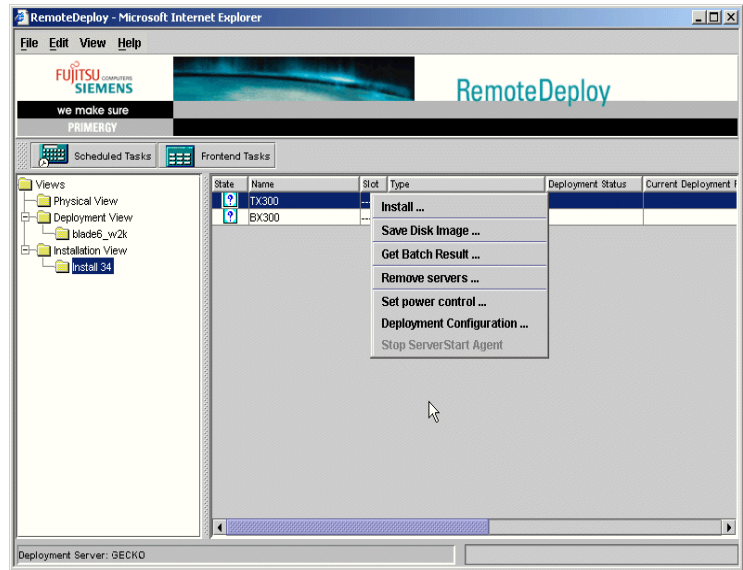 RemoteDeploy - Microsoft Internet Explorer
File Edit View Help
FUJITSU COMPUTERS
SIEMENS
we make sure
PRIMERGY
RemoteDeploy
Scheduled Tasks
Frontend Tasks
Views
Physical View
Deployment View
blade6_w2k
Installation View
Install 34
State Name Slot Type Deployment Status Current Deployment
? TX300 ---
? BX300 ---
Install ...
Save Disk Image ...
Get Batch Result ...
Remove servers ...
Set power control ...
Deployment Configuration ...
Stop ServerStart Agent
Deployment Server: GECKO